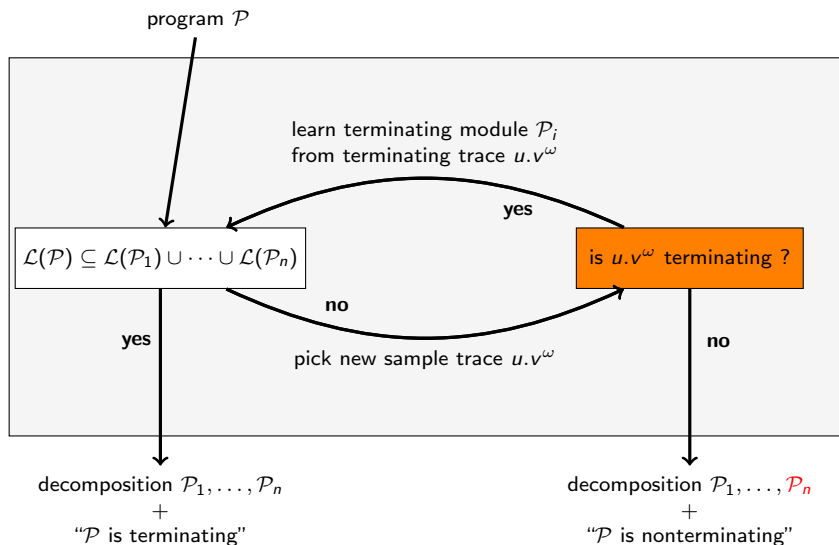 program 𝒫
learn terminating module 𝒫ᵢ
from terminating trace u.v^ω
yes
ℒ(𝒫) ⊆ ℒ(𝒫₁) ∪ ⋯ ∪ ℒ(𝒫ₙ)
is u.v^ω terminating ?
no
yes
pick new sample trace u.v^ω
no
decomposition 𝒫₁, . . . , 𝒫ₙ
+
“𝒫 is terminating”
decomposition 𝒫₁, . . . , 𝒫ₙ
+
“𝒫 is nonterminating”